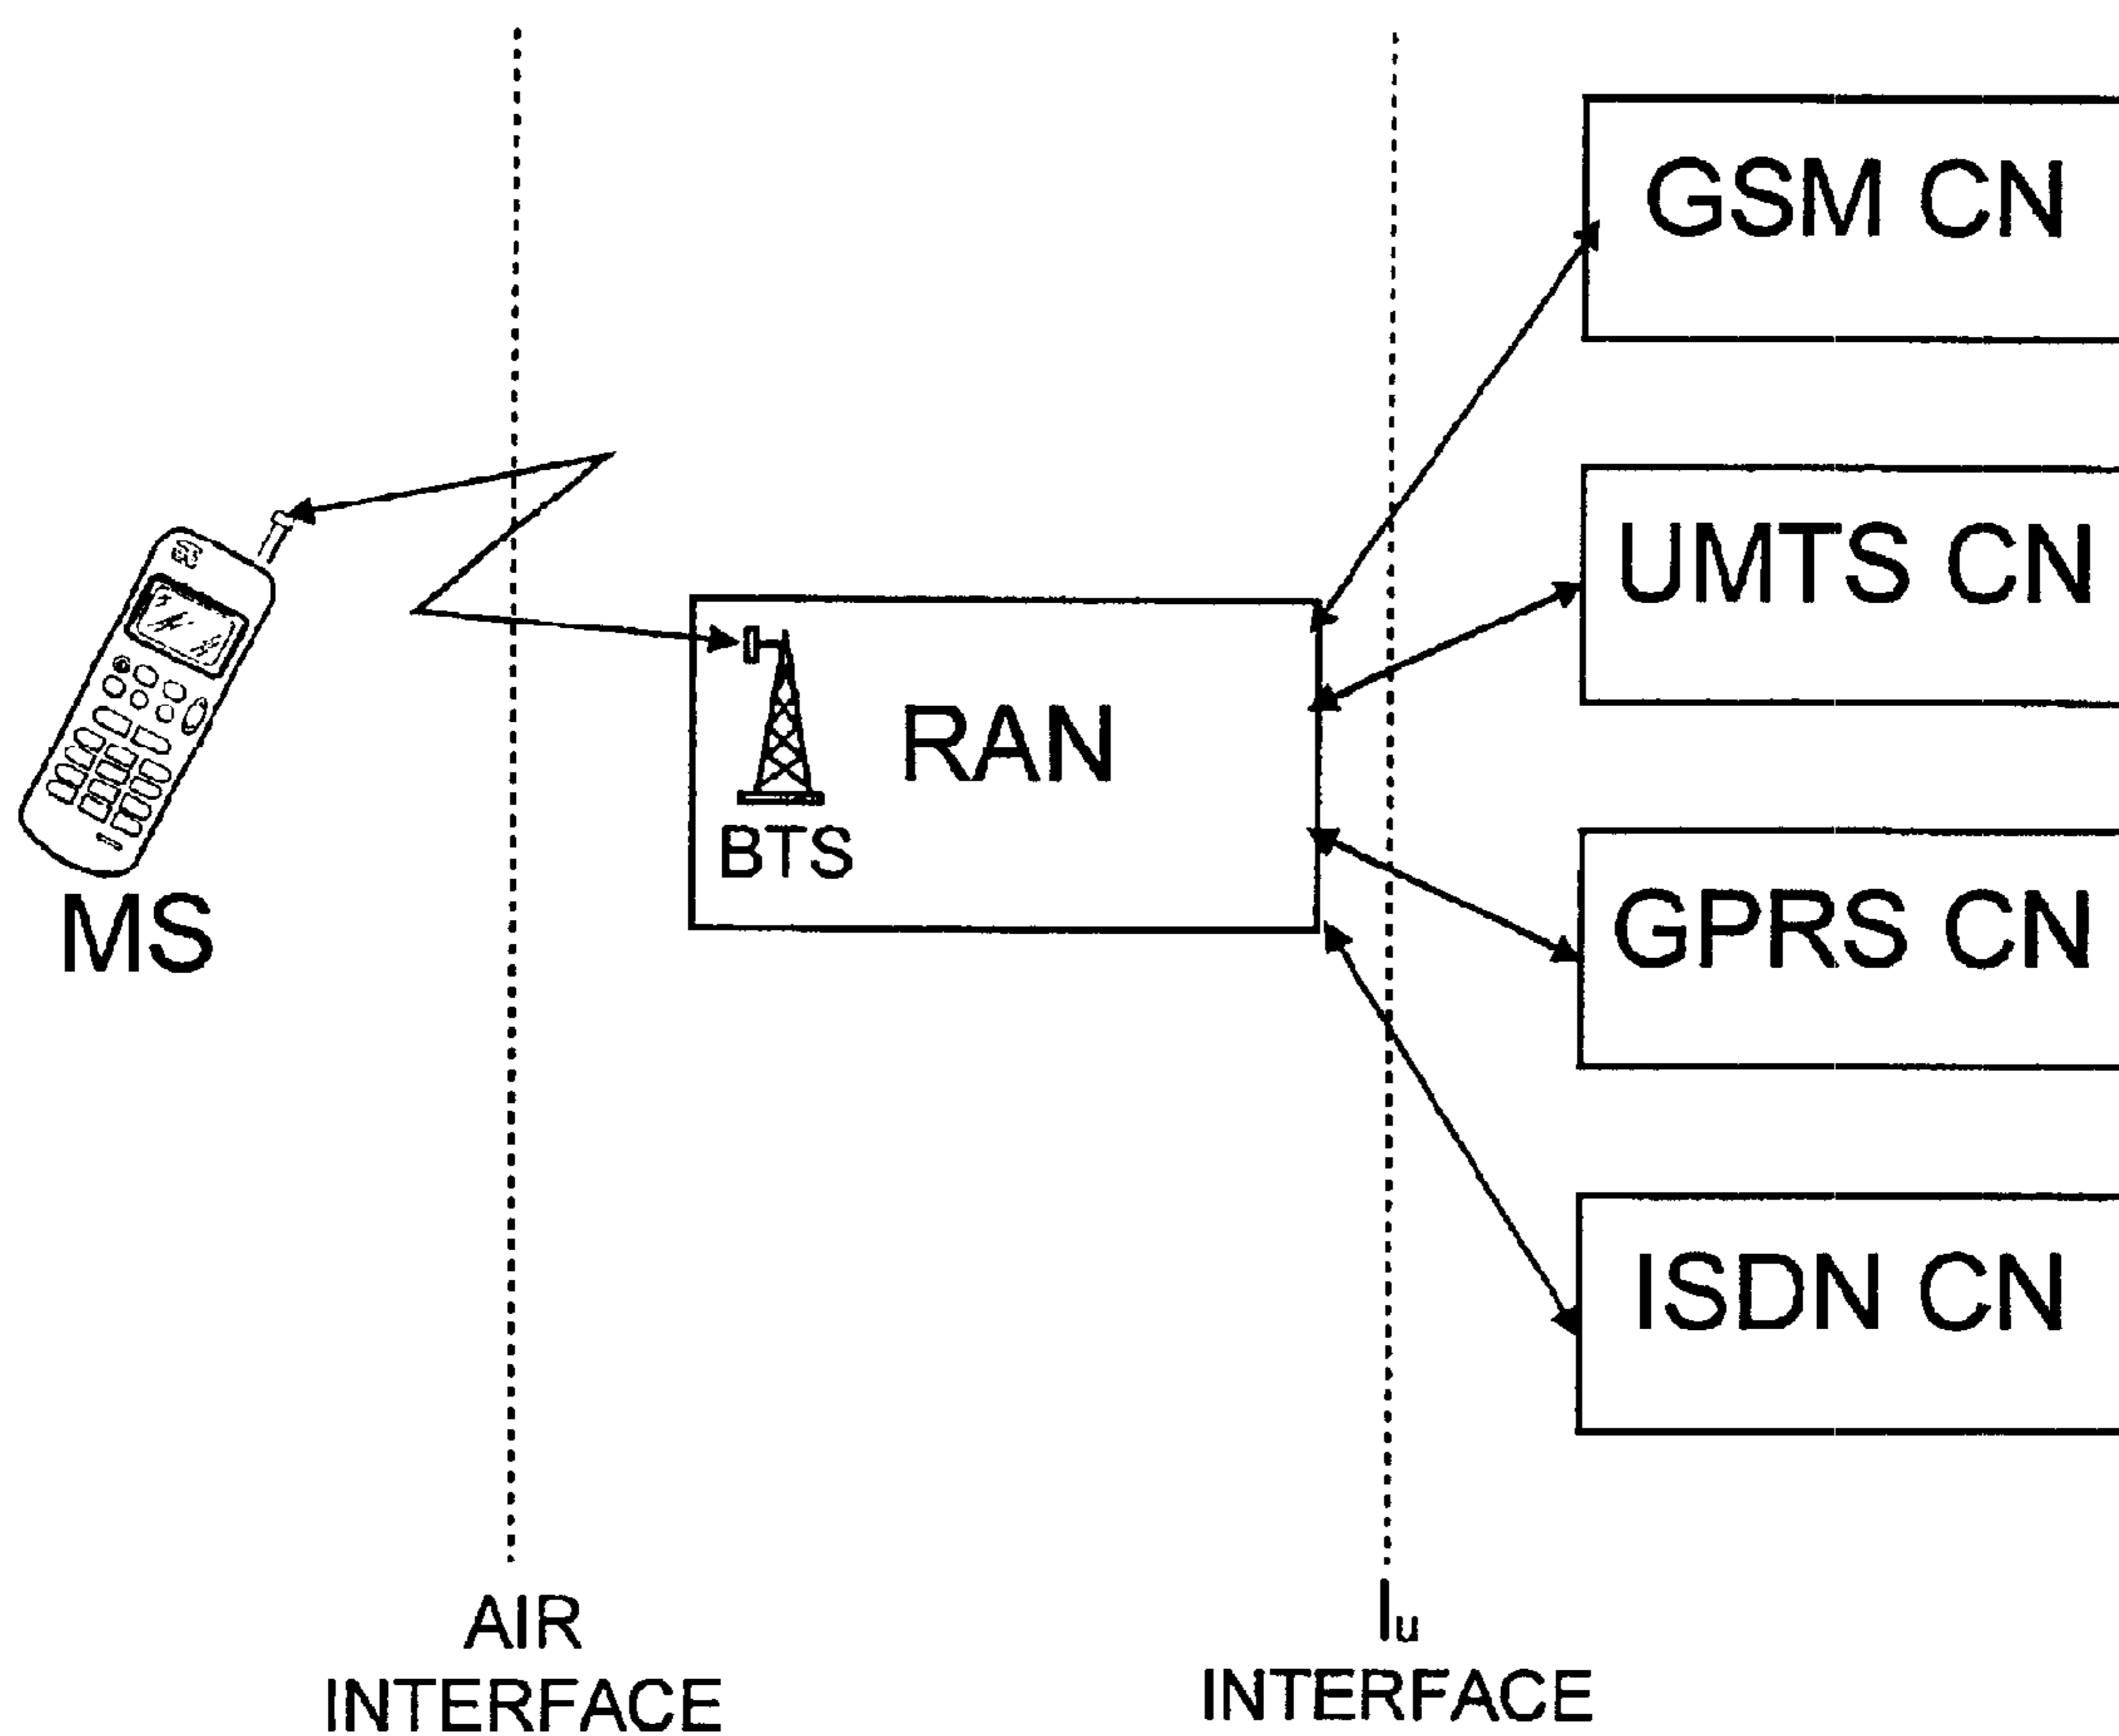 GSM CN
UMTS CN
RAN
BTS
GPRS CN
MS
ISDN CN
AIR
INTERFACE
Iu
INTERFACE